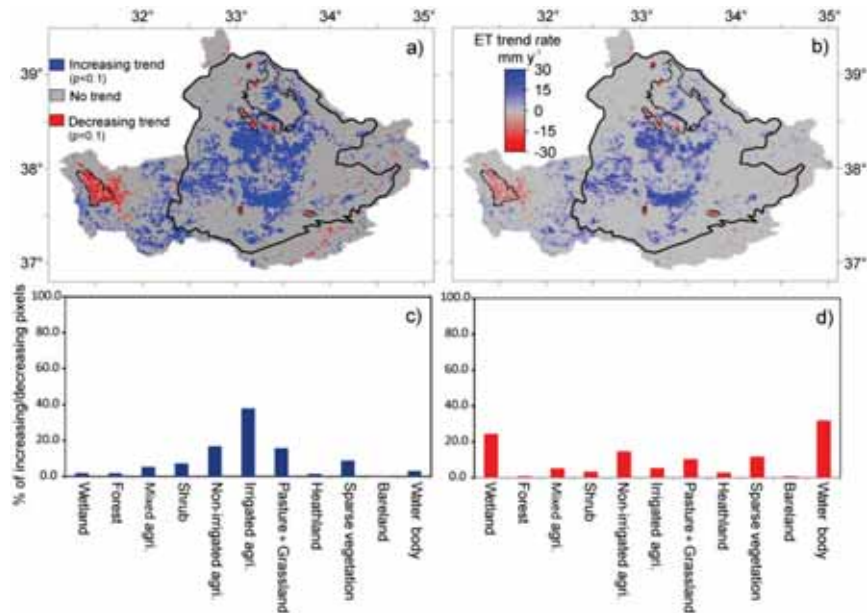 32° 33° 34° 35° 32° 33° 34° 35°
a)
b)
39°
38°
37°
39°
38°
37°
Increasing trend
(p<0.1)
No trend
Decreasing trend
(p<0.1)
ET trend rate
mm y⁻¹
30
15
0
-15
-30
% of increasing/decreasing pixels
c)
100.0
80.0
60.0
40.0
20.0
0.0
Wetland
Forest
Mixed agri.
Shrub
Non-irrigated agri.
Irrigated agri.
Pasture + Grassland
Heathland
Sparse vegetation
Bareland
Water body
d)
100.0
80.0
60.0
40.0
20.0
0.0
Wetland
Forest
Mixed agri.
Shrub
Non-irrigated agri.
Irrigated agri.
Pasture + Grassland
Heathland
Sparse vegetation
Bareland
Water body